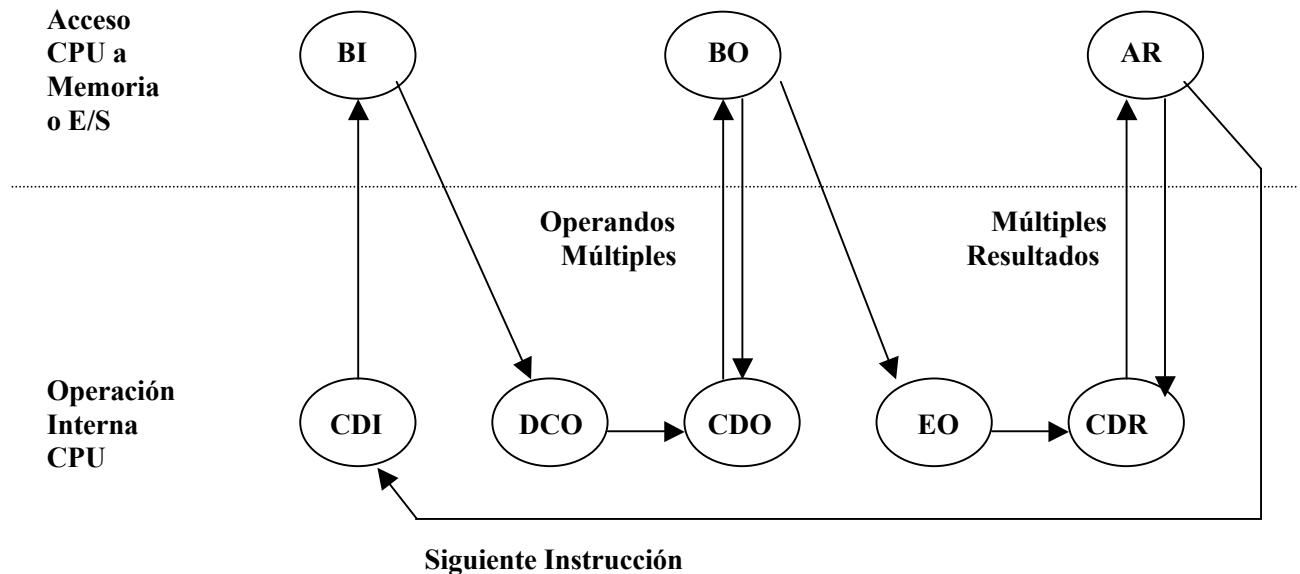 Acceso
CPU a
Memoria
o E/S
BI
BO
AR
Operandos
Múltiples
Múltiples
Resultados
Operación
Interna
CPU
CDI
DCO
CDO
EO
CDR
Siguiente Instrucción